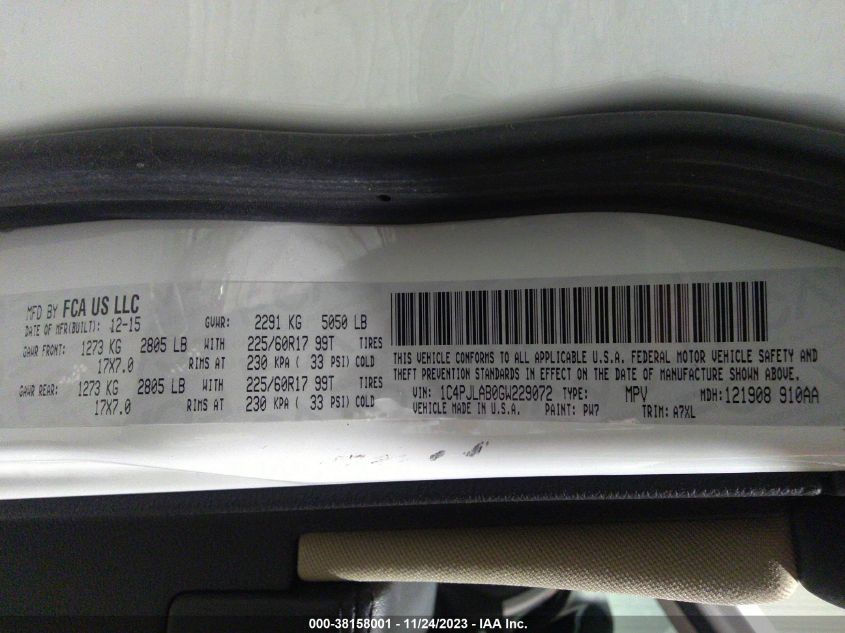 MFD BY FCA US LLC
DATE OF MFR(BUILT): 12-15 GVWR: 2291 KG 5050 LB
GAWR FRONT: 1273 KG 2805 LB WITH 225/60R17 99T TIRES
17X7.0 RIMS AT 230 KPA ( 33 PSI) COLD
GAWR REAR: 1273 KG 2805 LB WITH 225/60R17 99T TIRES
17X7.0 RIMS AT 230 KPA ( 33 PSI) COLD
THIS VEHICLE CONFORMS TO ALL APPLICABLE U.S.A. FEDERAL MOTOR VEHICLE SAFETY AND
THEFT PREVENTION STANDARDS IN EFFECT ON THE DATE OF MANUFACTURE SHOWN ABOVE.
VIN: 1C4PJLAB0GW229072 TYPE: MPV MDH: 121908 910AA
VEHICLE MADE IN U.S.A. PAINT: PW7 TRIM: A7XL
000-38158001 - 11/24/2023 - IAA Inc.